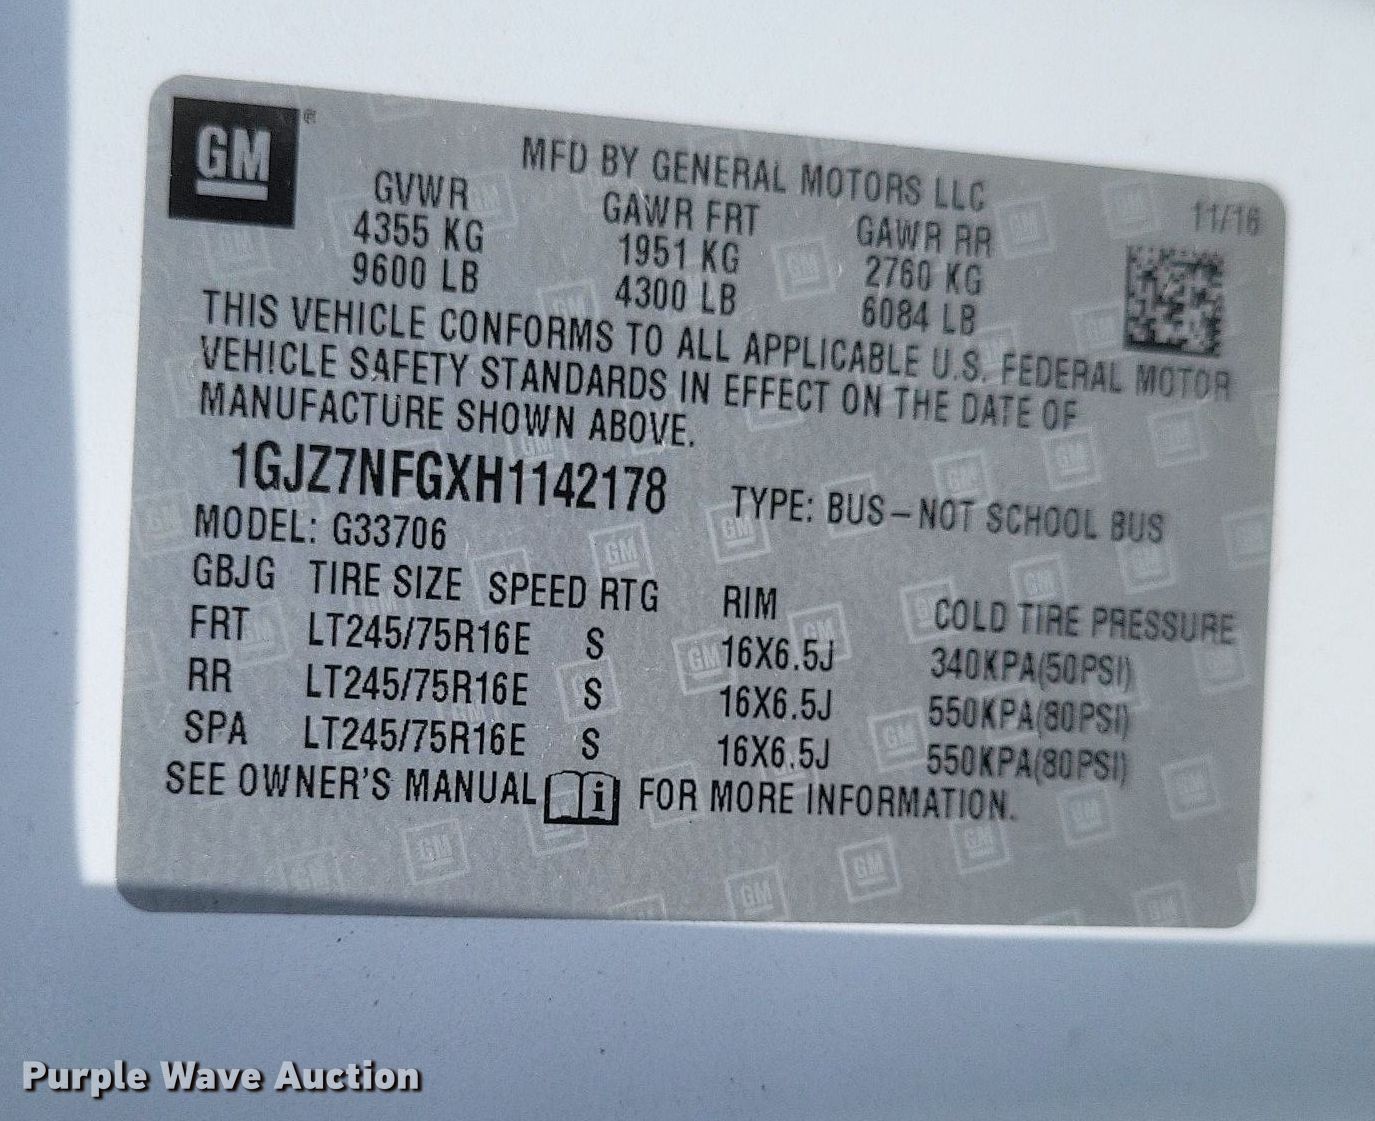 GM
MFD BY GENERAL MOTORS LLC
11/16
GVWR GAWR FRT GAWR RR
4355 KG 1951 KG 2760 KG
9600 LB 4300 LB 6084 LB
THIS VEHICLE CONFORMS TO ALL APPLICABLE U.S. FEDERAL MOTOR
VEHICLE SAFETY STANDARDS IN EFFECT ON THE DATE OF
MANUFACTURE SHOWN ABOVE.
1GJZ7NFGXH1142178 TYPE: BUS–NOT SCHOOL BUS
MODEL: G33706
GBJG TIRE SIZE SPEED RTG RIM COLD TIRE PRESSURE
FRT LT245/75R16E S 16X6.5J 340KPA(50PSI)
RR LT245/75R16E S 16X6.5J 550KPA(80PSI)
SPA LT245/75R16E S 16X6.5J 550KPA(80PSI)
SEE OWNER'S MANUAL i FOR MORE INFORMATION.
Purple Wave Auction